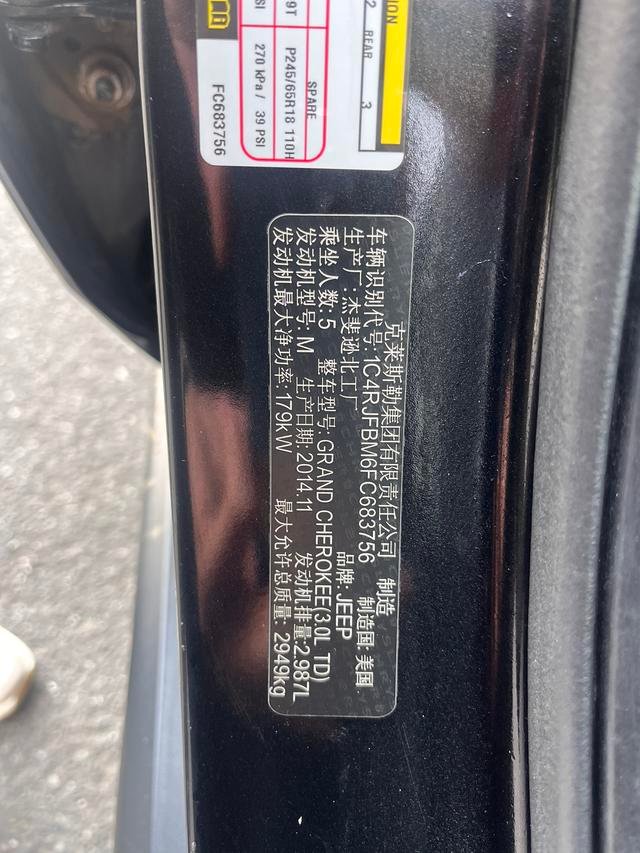 ION
2 REAR 3
SPARE
9T P245/65R18 110H
SI 270 kPa / 39 PSI
FC683756
克莱斯勒集团有限责任公司 制造
车辆识别代号:1C4RJFBM6FC683756 制造国:美国
生产厂:杰斐逊北工厂 品牌:JEEP
乘坐人数:5 整车型号:GRAND CHEROKEE(3.0L TD)
发动机型号:M 生产日期:2014.11 发动机排量:2.987L
发动机最大净功率:179kW 最大允许总质量:2949kg